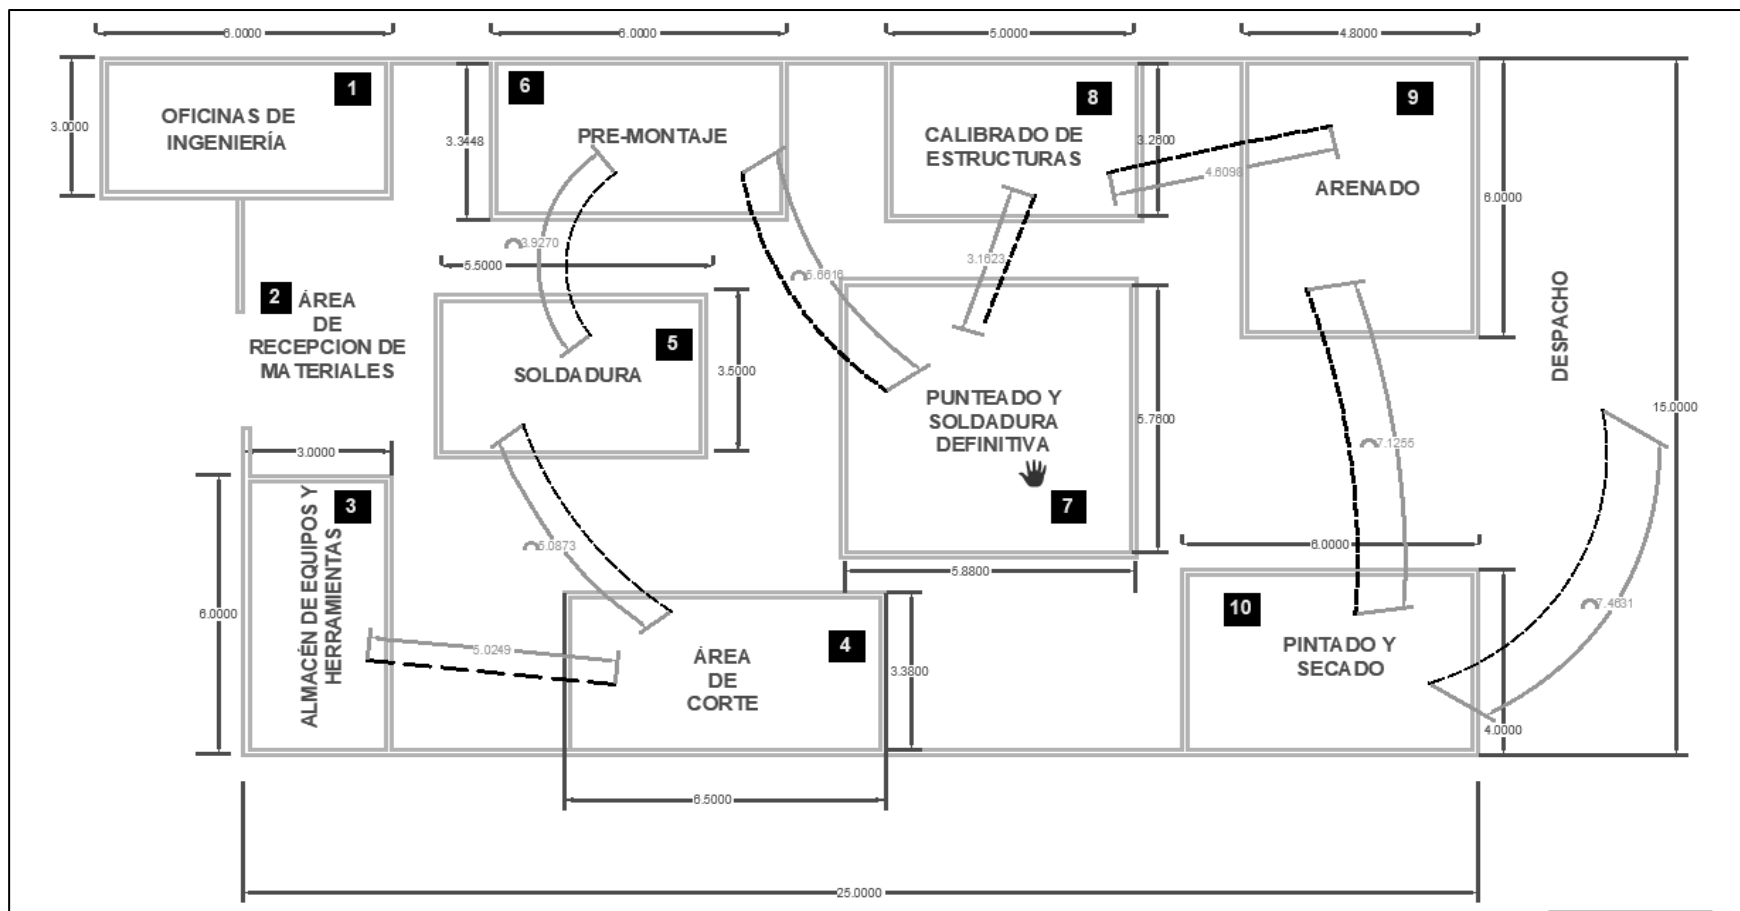 6.0000
6.0000
5.0000
4.8000
1
OFICINAS DE
INGENIERÍA
3.0000
6
PRE-MONTAJE
3.3448
8
CALIBRADO DE
ESTRUCTURAS
3.2600
9
ARENADO
6.0000
4.6098
3.9270
5.5000
5.6616
3.1623
2
ÁREA
DE
RECEPCION DE
MATERIALES
5
SOLDADURA
3.5000
PUNTEADO Y
SOLDADURA
DEFINITIVA
7
5.7600
5.8800
DESPACHO
15.0000
7.1255
3.0000
3
ALMACÉN DE EQUIPOS Y
HERRAMIENTAS
6.0000
5.0873
5.0249
4
ÁREA
DE
CORTE
3.3800
6.5000
6.0000
10
PINTADO Y
SECADO
7.4631
4.0000
25.0000